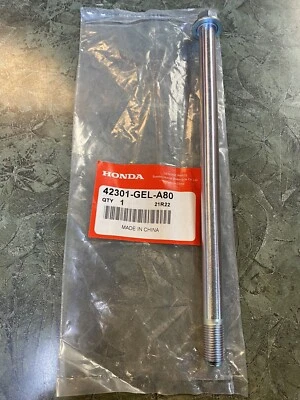 HONDA
42301-GEL-A80
QTY 1 21R22
MADE IN CHINA